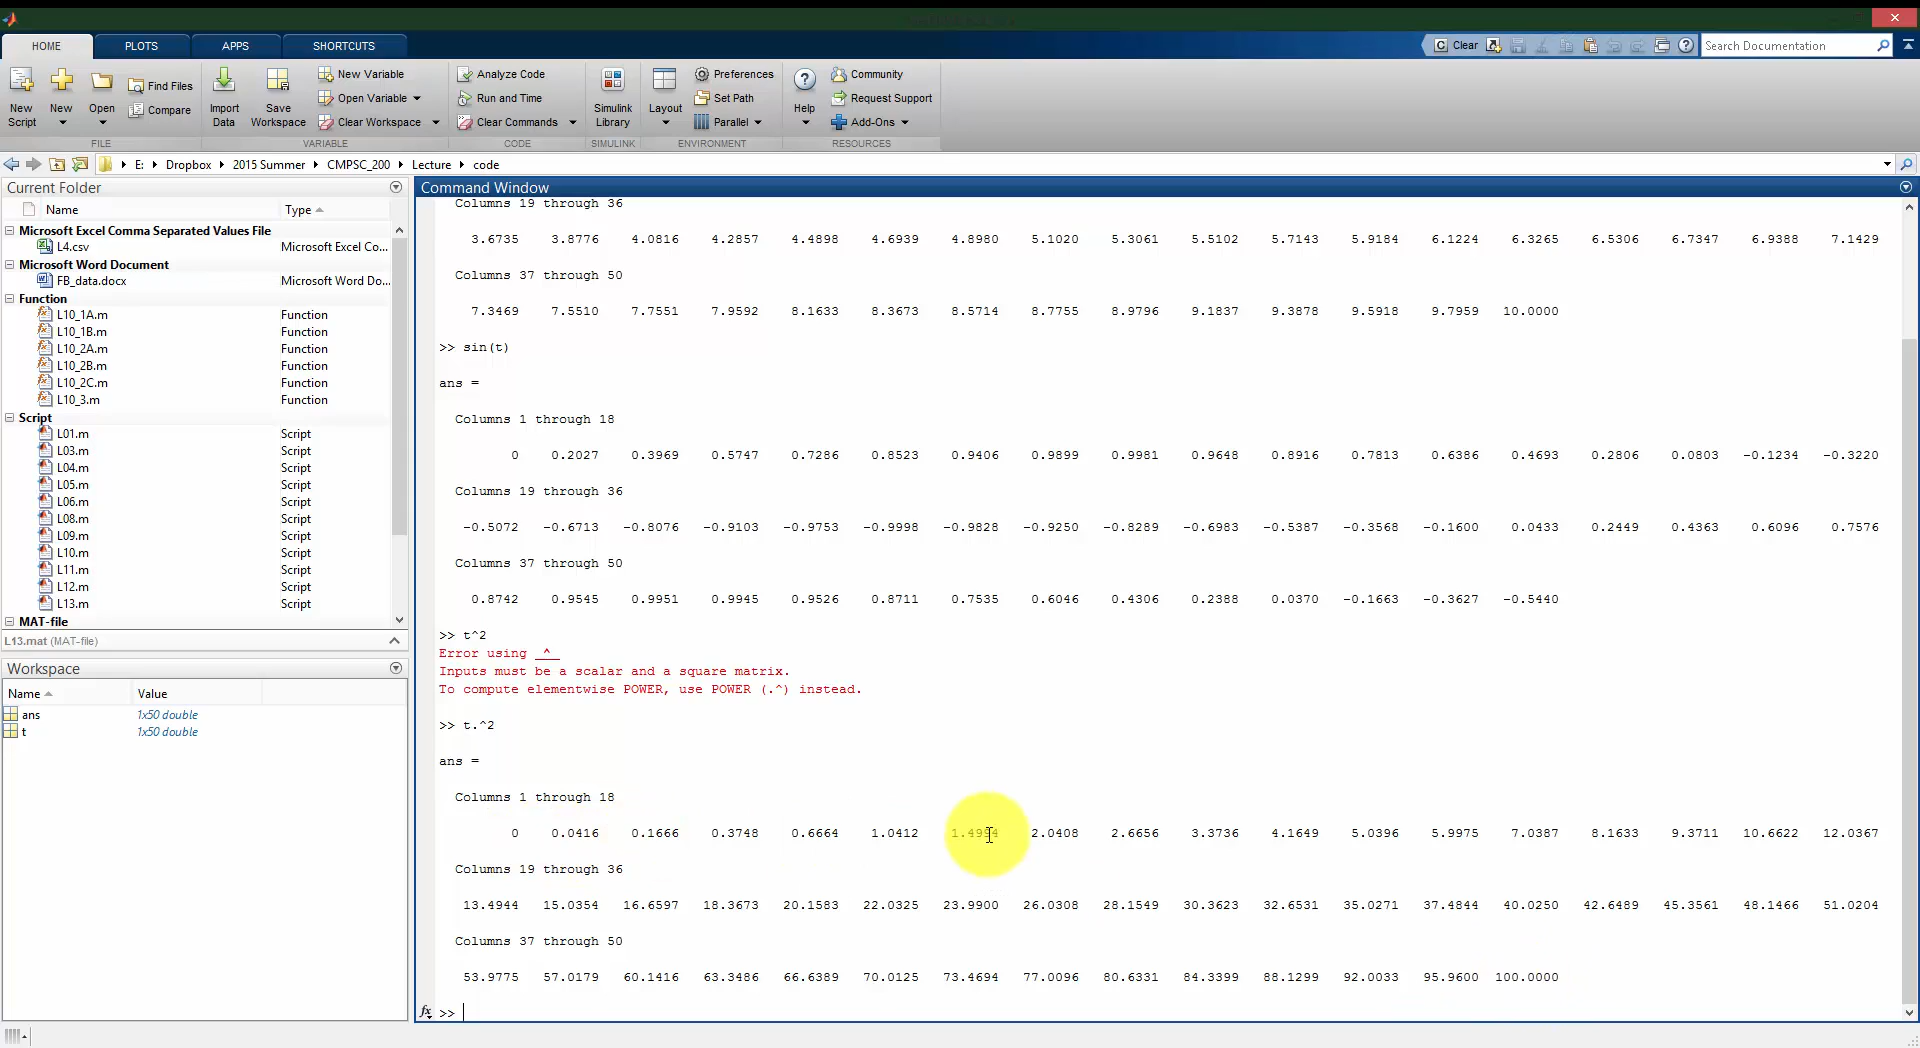 HOME PLOTS APPS SHORTCUTS
Clear Search Documentation
New Script New Open Find Files Compare
Import Data Save Workspace New Variable Open Variable Clear Workspace
Analyze Code Run and Time Clear Commands
Simulink Library Layout Preferences Set Path Parallel
Help Community Request Support Add-Ons
FILE VARIABLE CODE SIMULINK ENVIRONMENT RESOURCES
E: Dropbox 2015 Summer CMPSC_200 Lecture code
Current Folder
Name Type
Microsoft Excel Comma Separated Values File
L4.csv Microsoft Excel Co...
Microsoft Word Document
FB_data.docx Microsoft Word Do...
Function
L10_1A.m Function
L10_1B.m Function
L10_2A.m Function
L10_2B.m Function
L10_2C.m Function
L10_3.m Function
Script
L01.m Script
L03.m Script
L04.m Script
L05.m Script
L06.m Script
L08.m Script
L09.m Script
L10.m Script
L11.m Script
L12.m Script
L13.m Script
MAT-file
L13.mat (MAT-file)
Workspace
Name Value
ans 1x50 double
t 1x50 double
Command Window
Columns 19 through 36
3.6735 3.8776 4.0816 4.2857 4.4898 4.6939 4.8980 5.1020 5.3061 5.5102 5.7143 5.9184 6.1224 6.3265 6.5306 6.7347 6.9388 7.1429
Columns 37 through 50
7.3469 7.5510 7.7551 7.9592 8.1633 8.3673 8.5714 8.7755 8.9796 9.1837 9.3878 9.5918 9.7959 10.0000
>> sin(t)
ans =
Columns 1 through 18
0 0.2027 0.3969 0.5747 0.7286 0.8523 0.9406 0.9899 0.9981 0.9648 0.8916 0.7813 0.6386 0.4693 0.2806 0.0803 -0.1234 -0.3220
Columns 19 through 36
-0.5072 -0.6713 -0.8076 -0.9103 -0.9753 -0.9998 -0.9828 -0.9250 -0.8289 -0.6983 -0.5387 -0.3568 -0.1600 0.0433 0.2449 0.4363 0.6096 0.7576
Columns 37 through 50
0.8742 0.9545 0.9951 0.9945 0.9526 0.8711 0.7535 0.6046 0.4306 0.2388 0.0370 -0.1663 -0.3627 -0.5440
>> t^2
Error using ^
Inputs must be a scalar and a square matrix.
To compute elementwise POWER, use POWER (.^) instead.
>> t.^2
ans =
Columns 1 through 18
0 0.0416 0.1666 0.3748 0.6664 1.0412 1.4994 2.0408 2.6656 3.3736 4.1649 5.0396 5.9975 7.0387 8.1633 9.3711 10.6622 12.0367
Columns 19 through 36
13.4944 15.0354 16.6597 18.3673 20.1583 22.0325 23.9900 26.0308 28.1549 30.3623 32.6531 35.0271 37.4844 40.0250 42.6489 45.3561 48.1466 51.0204
Columns 37 through 50
53.9775 57.0179 60.1416 63.3486 66.6389 70.0125 73.4694 77.0096 80.6331 84.3399 88.1299 92.0033 95.9600 100.0000
fx >>